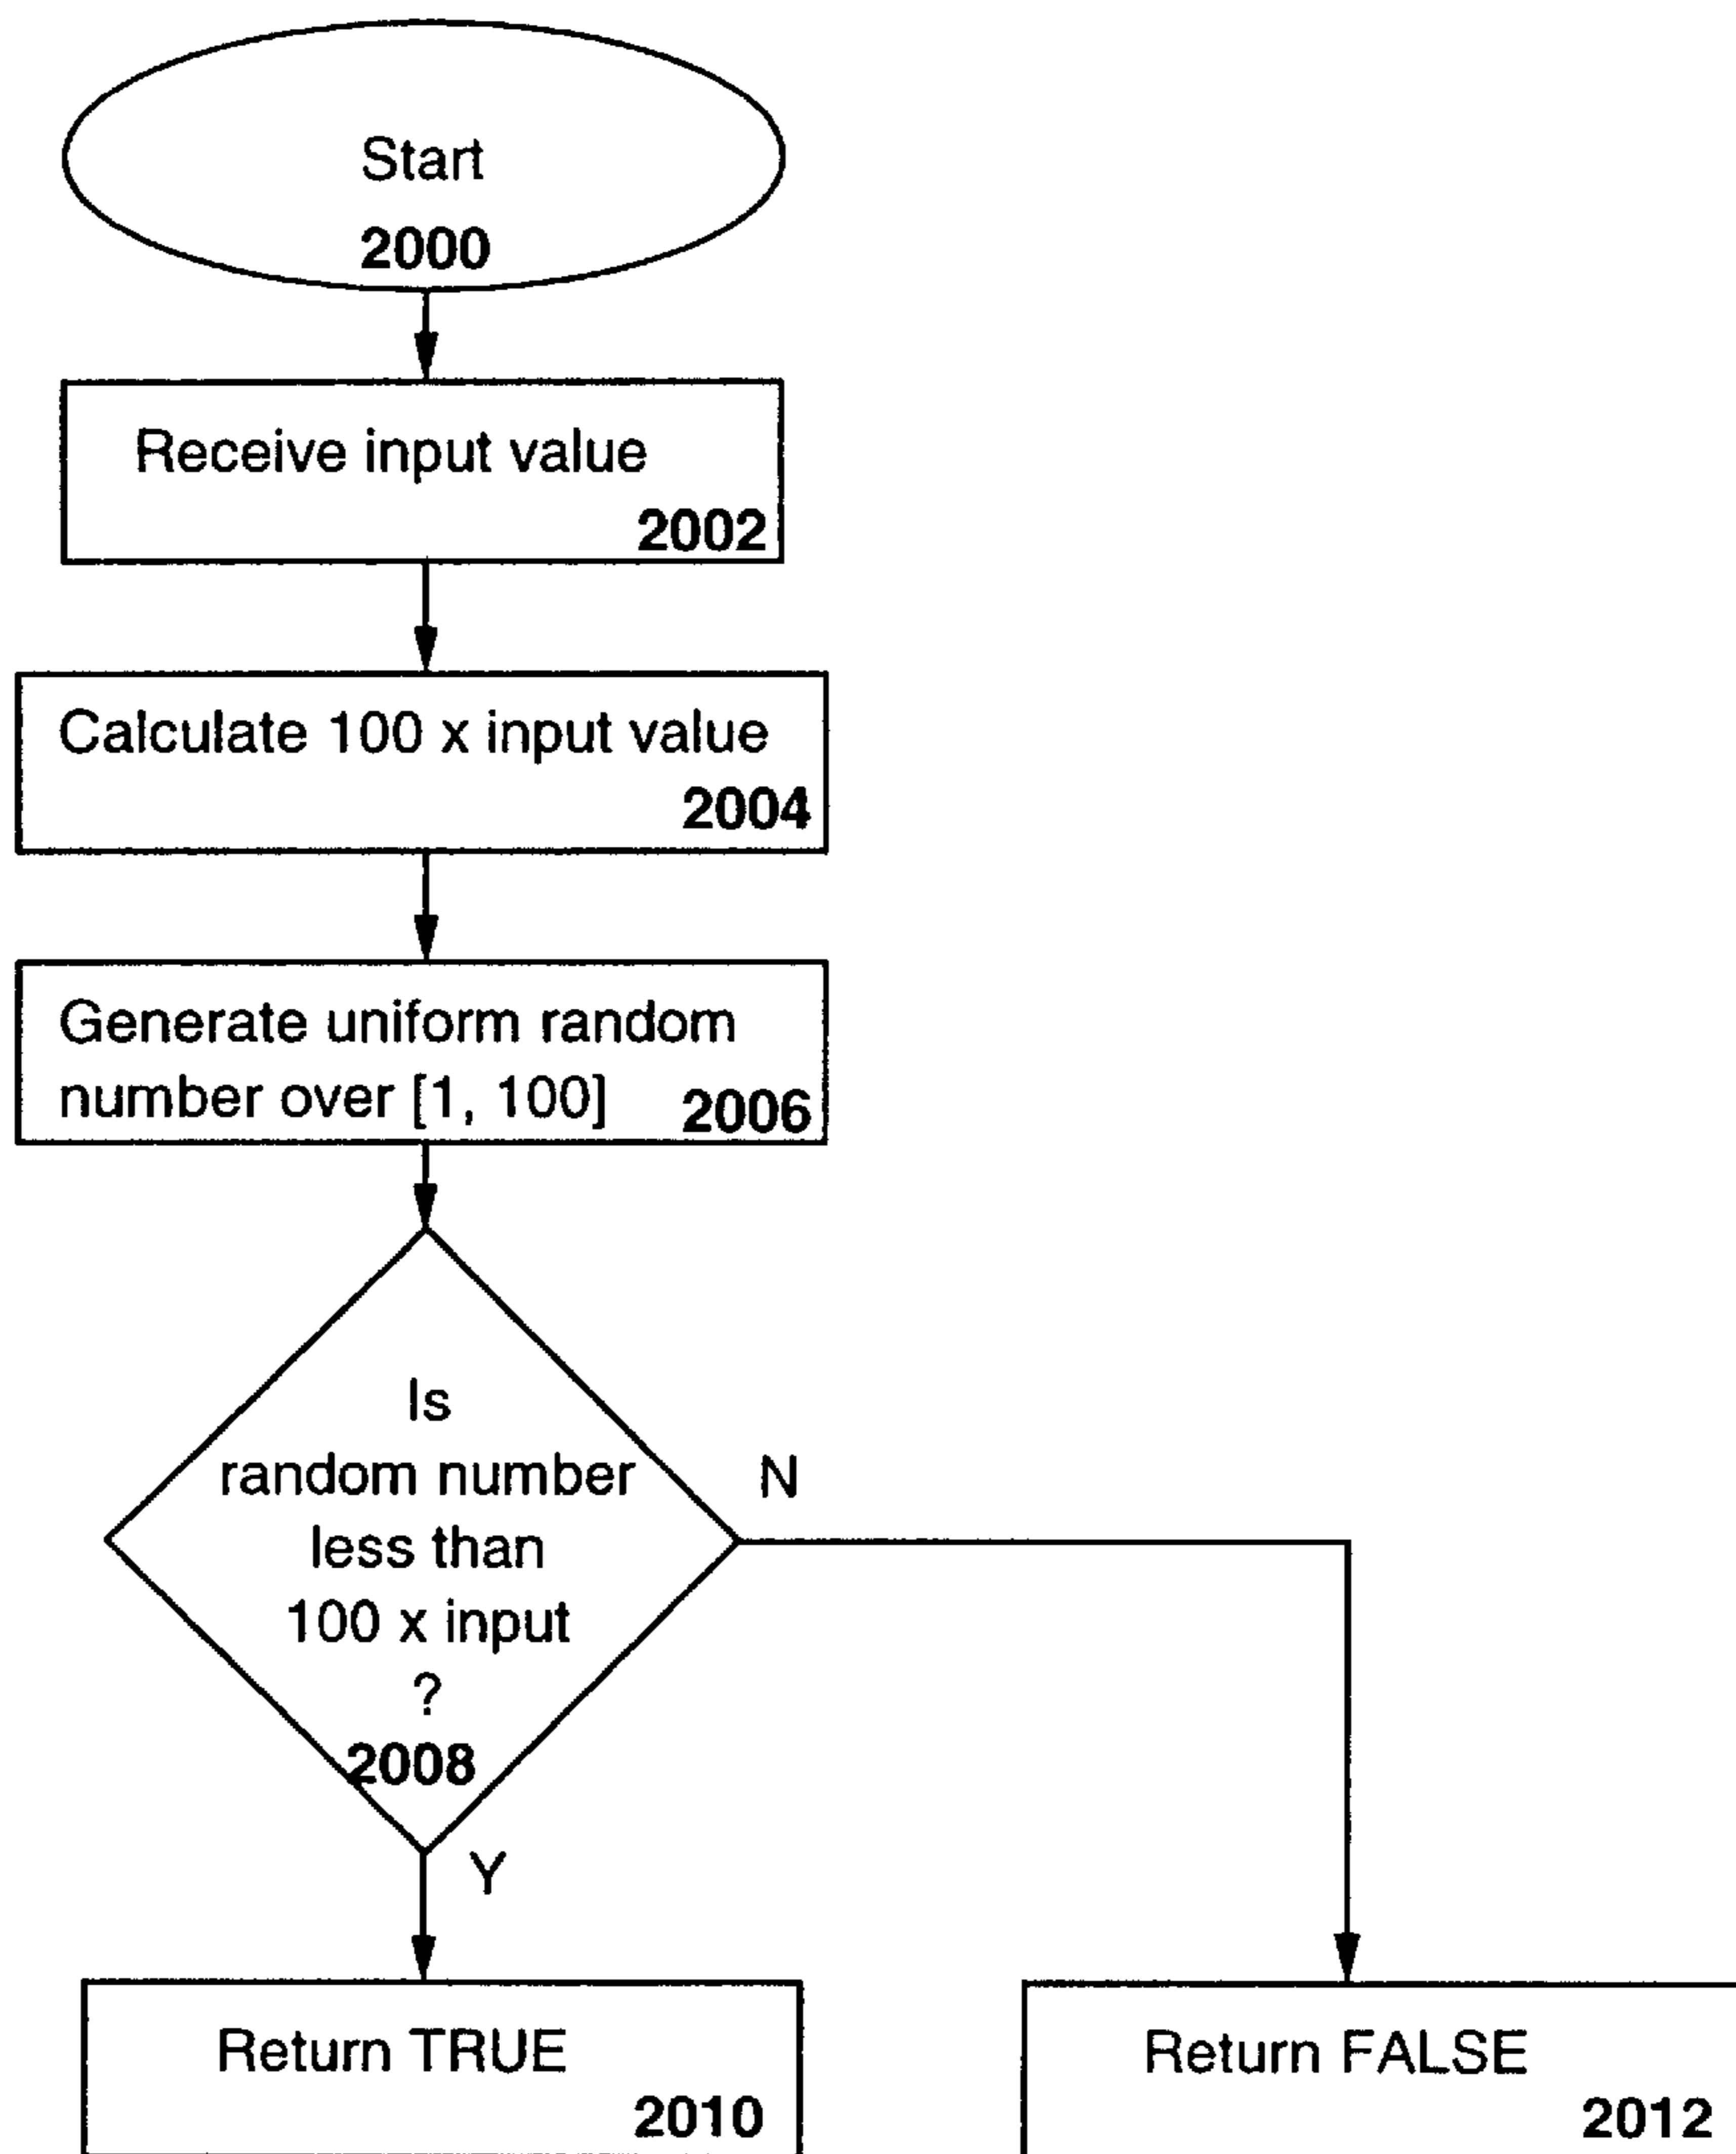 Start
2000
Receive input value
2002
Calculate 100 x input value
2004
Generate uniform random
number over [1, 100] 2006
Is
random number
less than
100 x input
?
2008
N
Y
Return TRUE
2010
Return FALSE
2012